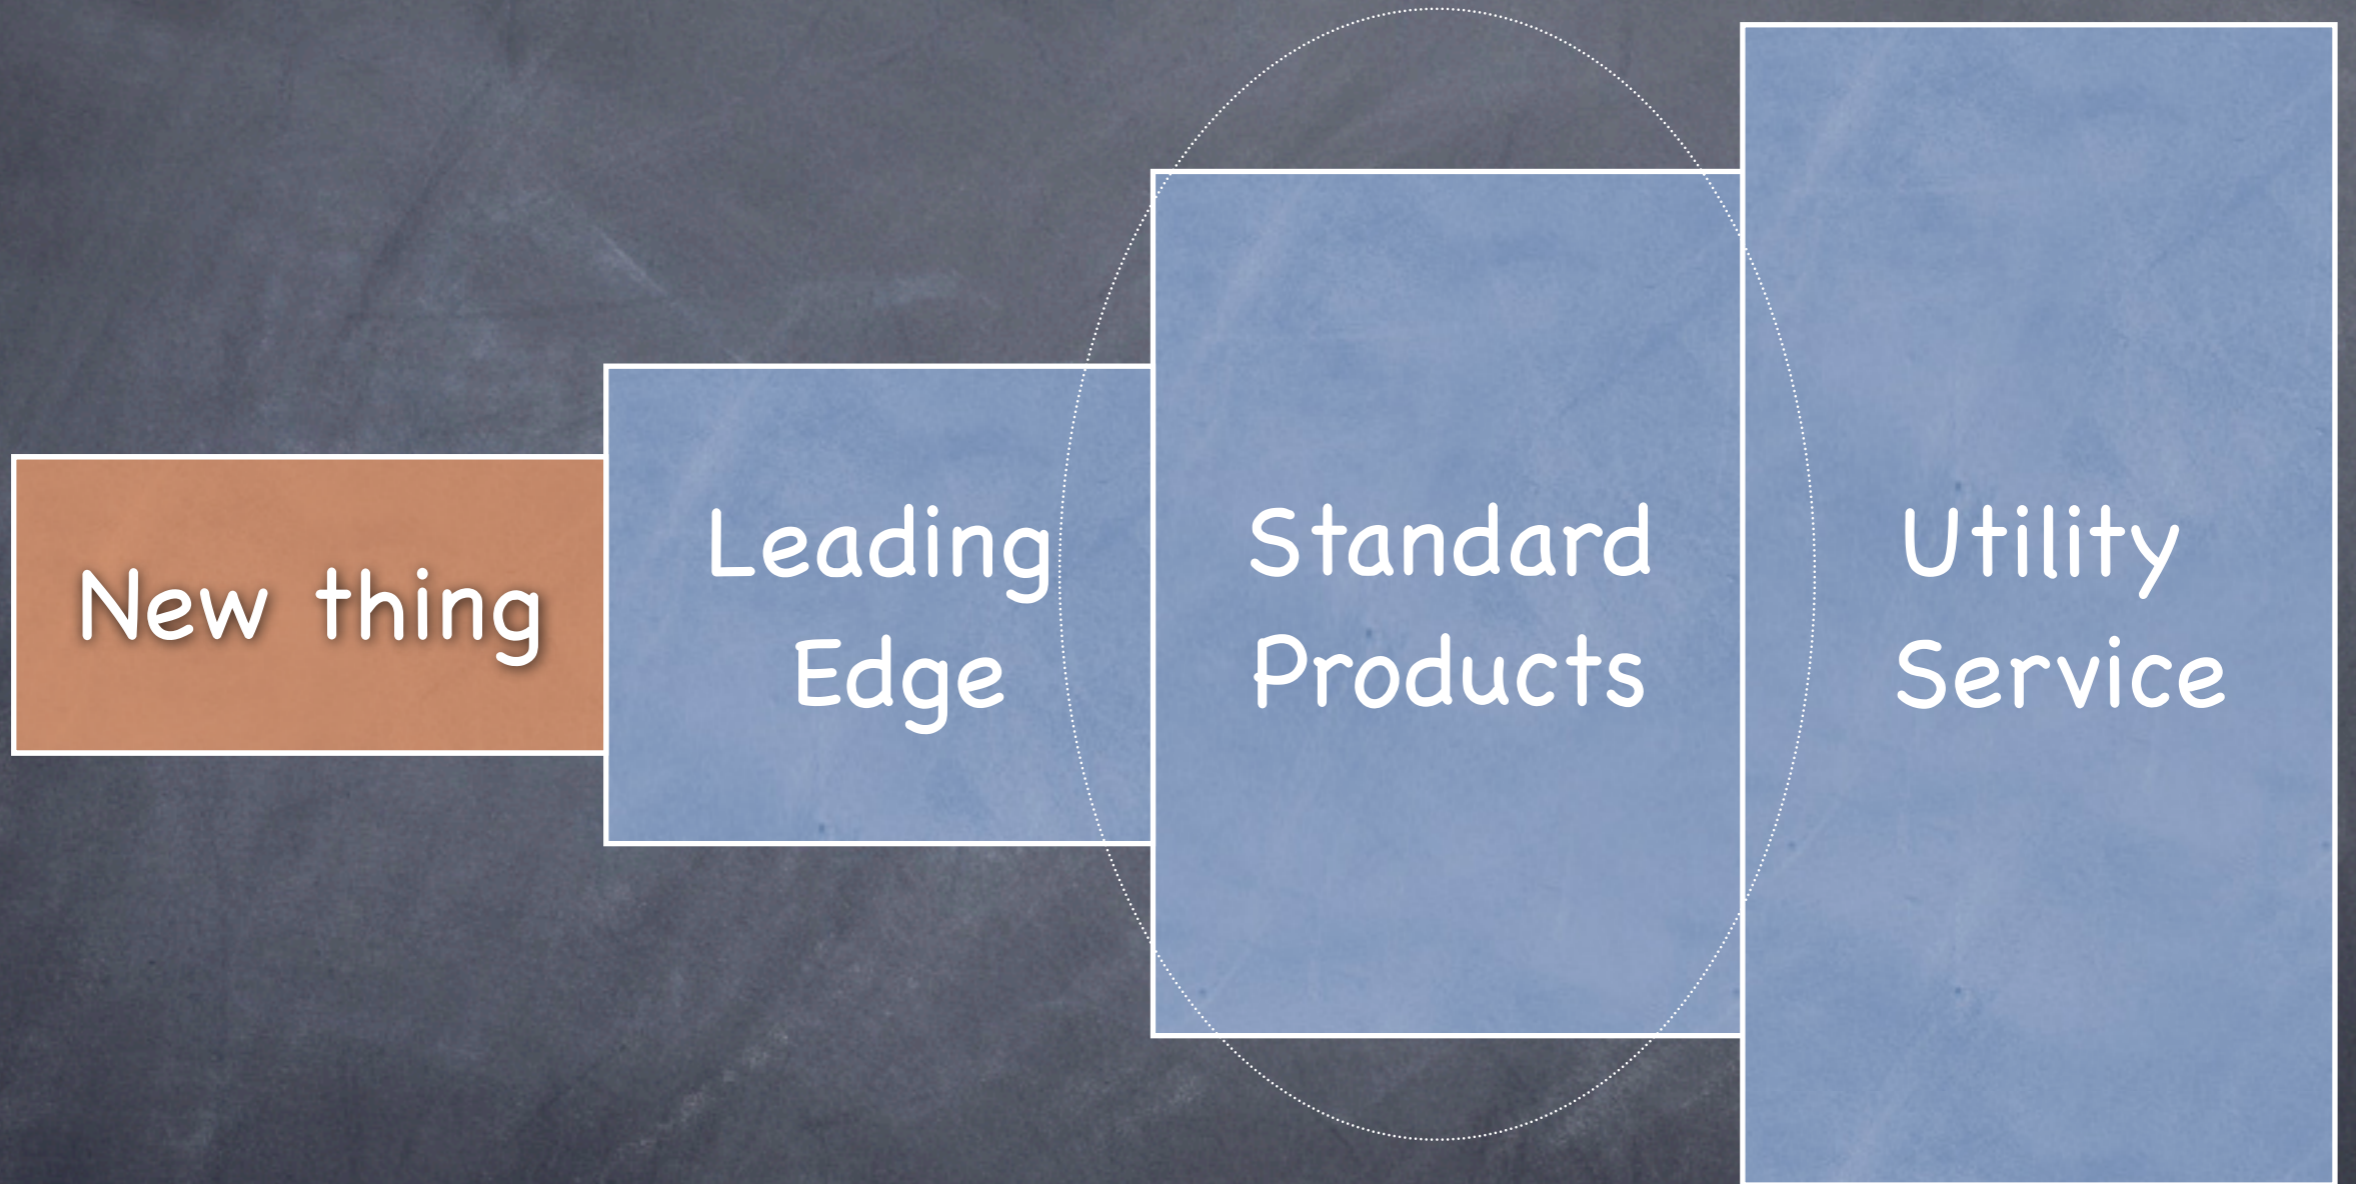 New thing
Leading
Edge
Standard
Products
Utility
Service